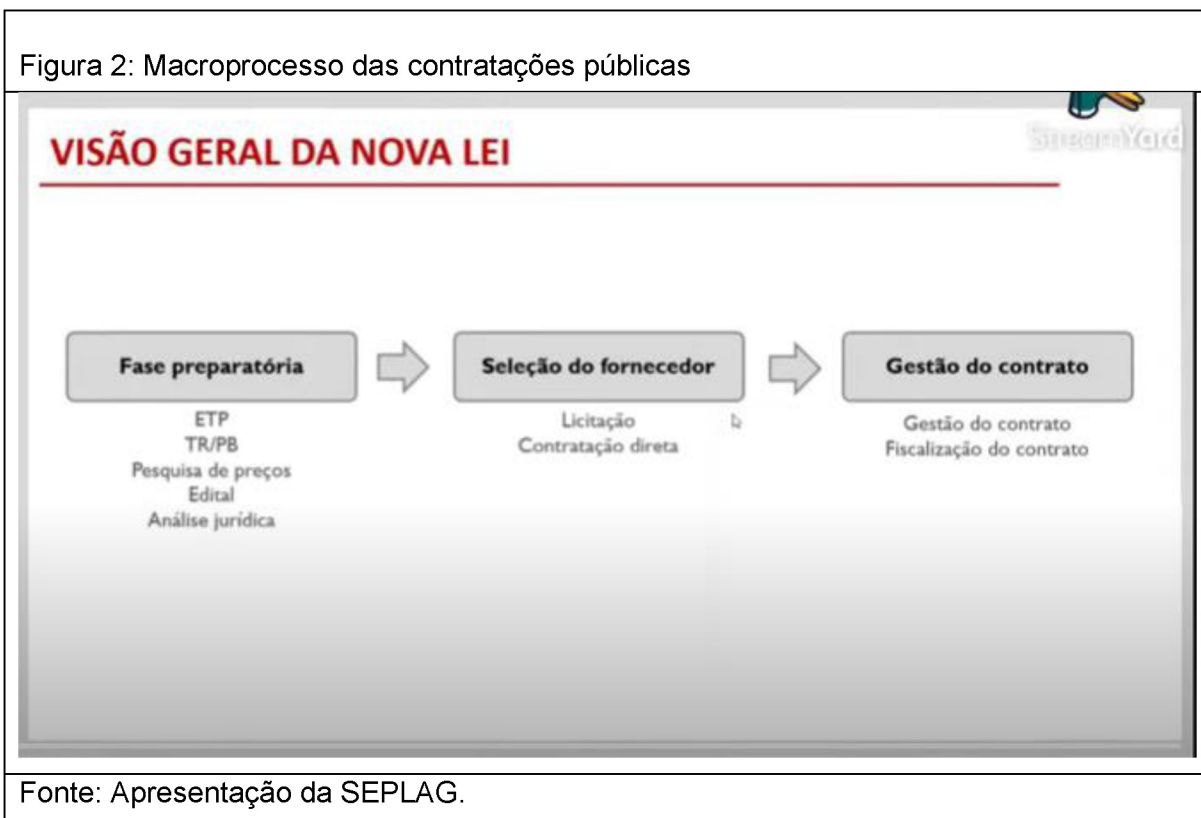 Figura 2: Macroprocesso das contratações públicas
StreamYard
VISÃO GERAL DA NOVA LEI
Fase preparatória
ETP
TR/PB
Pesquisa de preços
Edital
Análise jurídica
Seleção do fornecedor
Licitação
Contratação direta
Gestão do contrato
Gestão do contrato
Fiscalização do contrato
Fonte: Apresentação da SEPLAG.